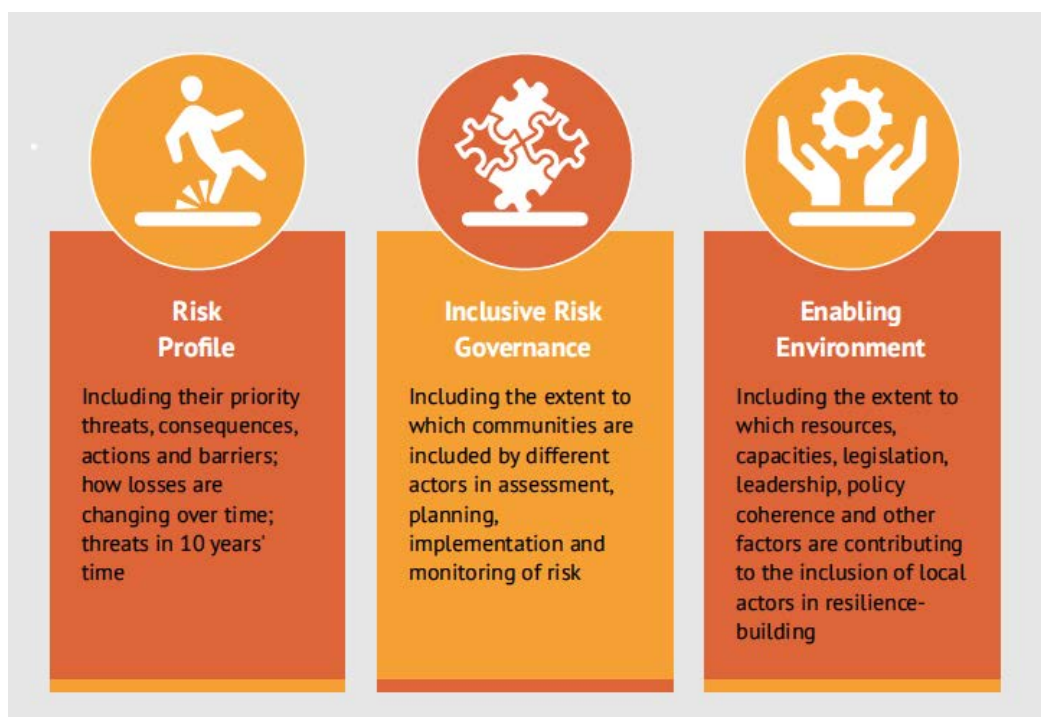 Risk
Profile
Including their priority
threats, consequences,
actions and barriers;
how losses are
changing over time;
threats in 10 years'
time
Inclusive Risk
Governance
Including the extent to
which communities are
included by different
actors in assessment,
planning,
implementation and
monitoring of risk
Enabling
Environment
Including the extent to
which resources,
capacities, legislation,
leadership, policy
coherence and other
factors are contributing
to the inclusion of local
actors in resilience-
building